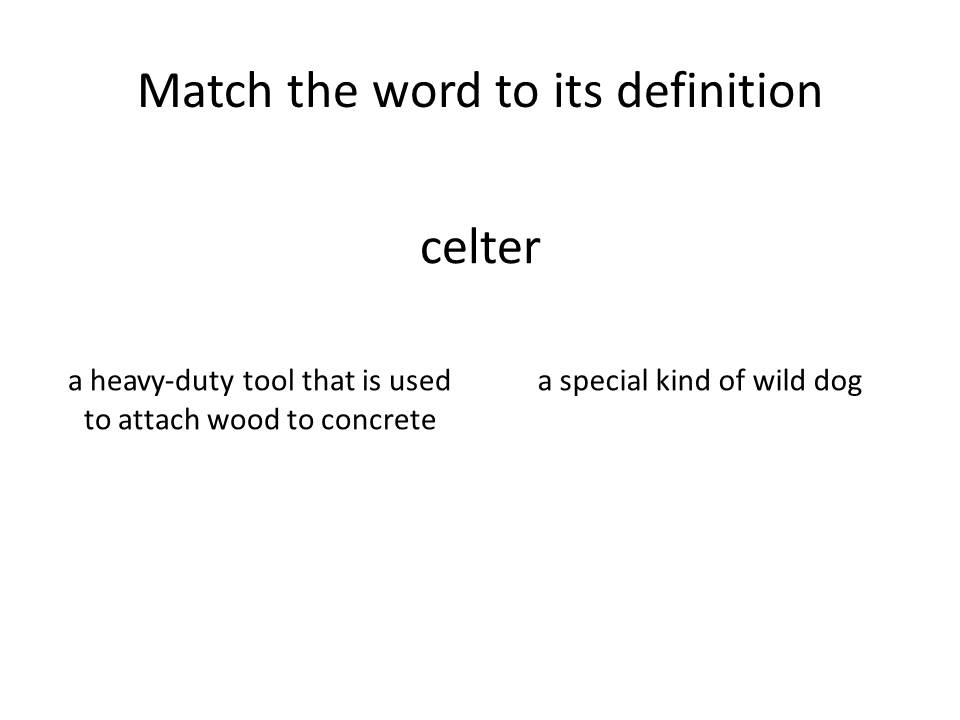 Match the word to its definition
celter
a heavy-duty tool that is used
to attach wood to concrete
a special kind of wild dog